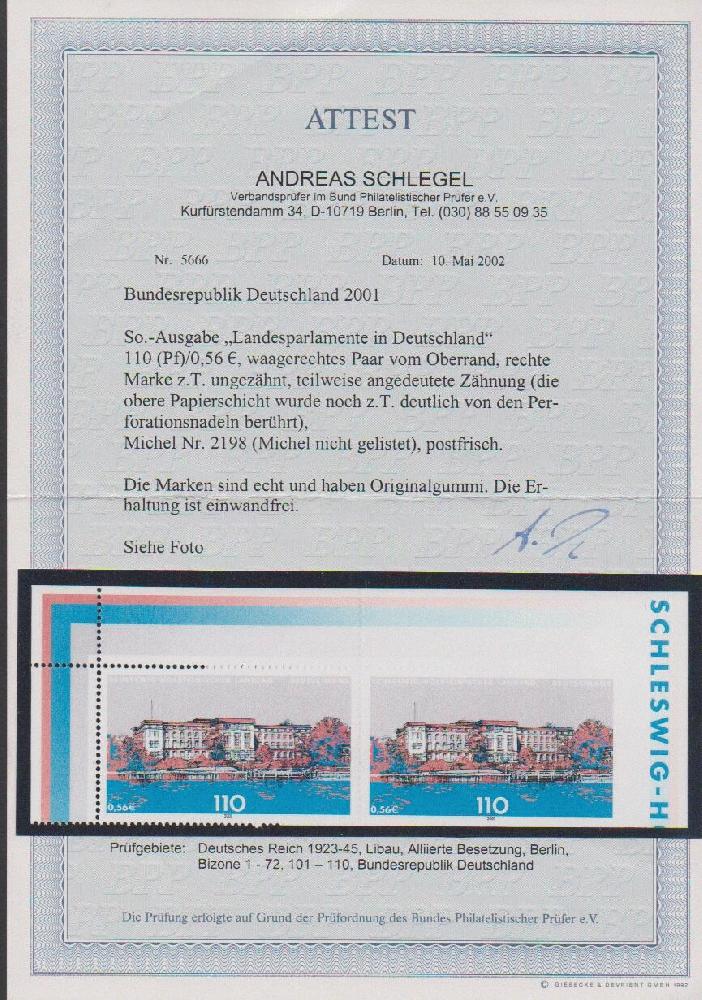 ATTEST
ANDREAS SCHLEGEL
Verbandsprüfer im Bund Philatelistischer Prüfer e.V.
Kurfürstendamm 34, D-10719 Berlin, Tel. (030) 88 55 09 35
Nr. 5666 Datum: 10. Mai 2002
Bundesrepublik Deutschland 2001
So.-Ausgabe „Landesparlamente in Deutschland“
110 (Pf)/0,56 €, waagerechtes Paar vom Oberrand, rechte
Marke z.T. ungezähnt, teilweise angedeutete Zähnung (die
obere Papierschicht wurde noch z.T. deutlich von den Per-
forationsnadeln berührt),
Michel Nr. 2198 (Michel nicht gelistet), postfrisch.
Die Marken sind echt und haben Originalgummi. Die Er-
haltung ist einwandfrei.
Siehe Foto
SCHLESWIG-H
0,56€ 110 0,56€ 110
Prüfgebiete: Deutsches Reich 1923-45, Libau, Alliierte Besetzung, Berlin,
Bizone 1 - 72, 101 – 110, Bundesrepublik Deutschland
Die Prüfung erfolgte auf Grund der Prüfordnung des Bundes Philatelistischer Prüfer e.V.
© GIESECKE & DEVRIENT GMBH 1992